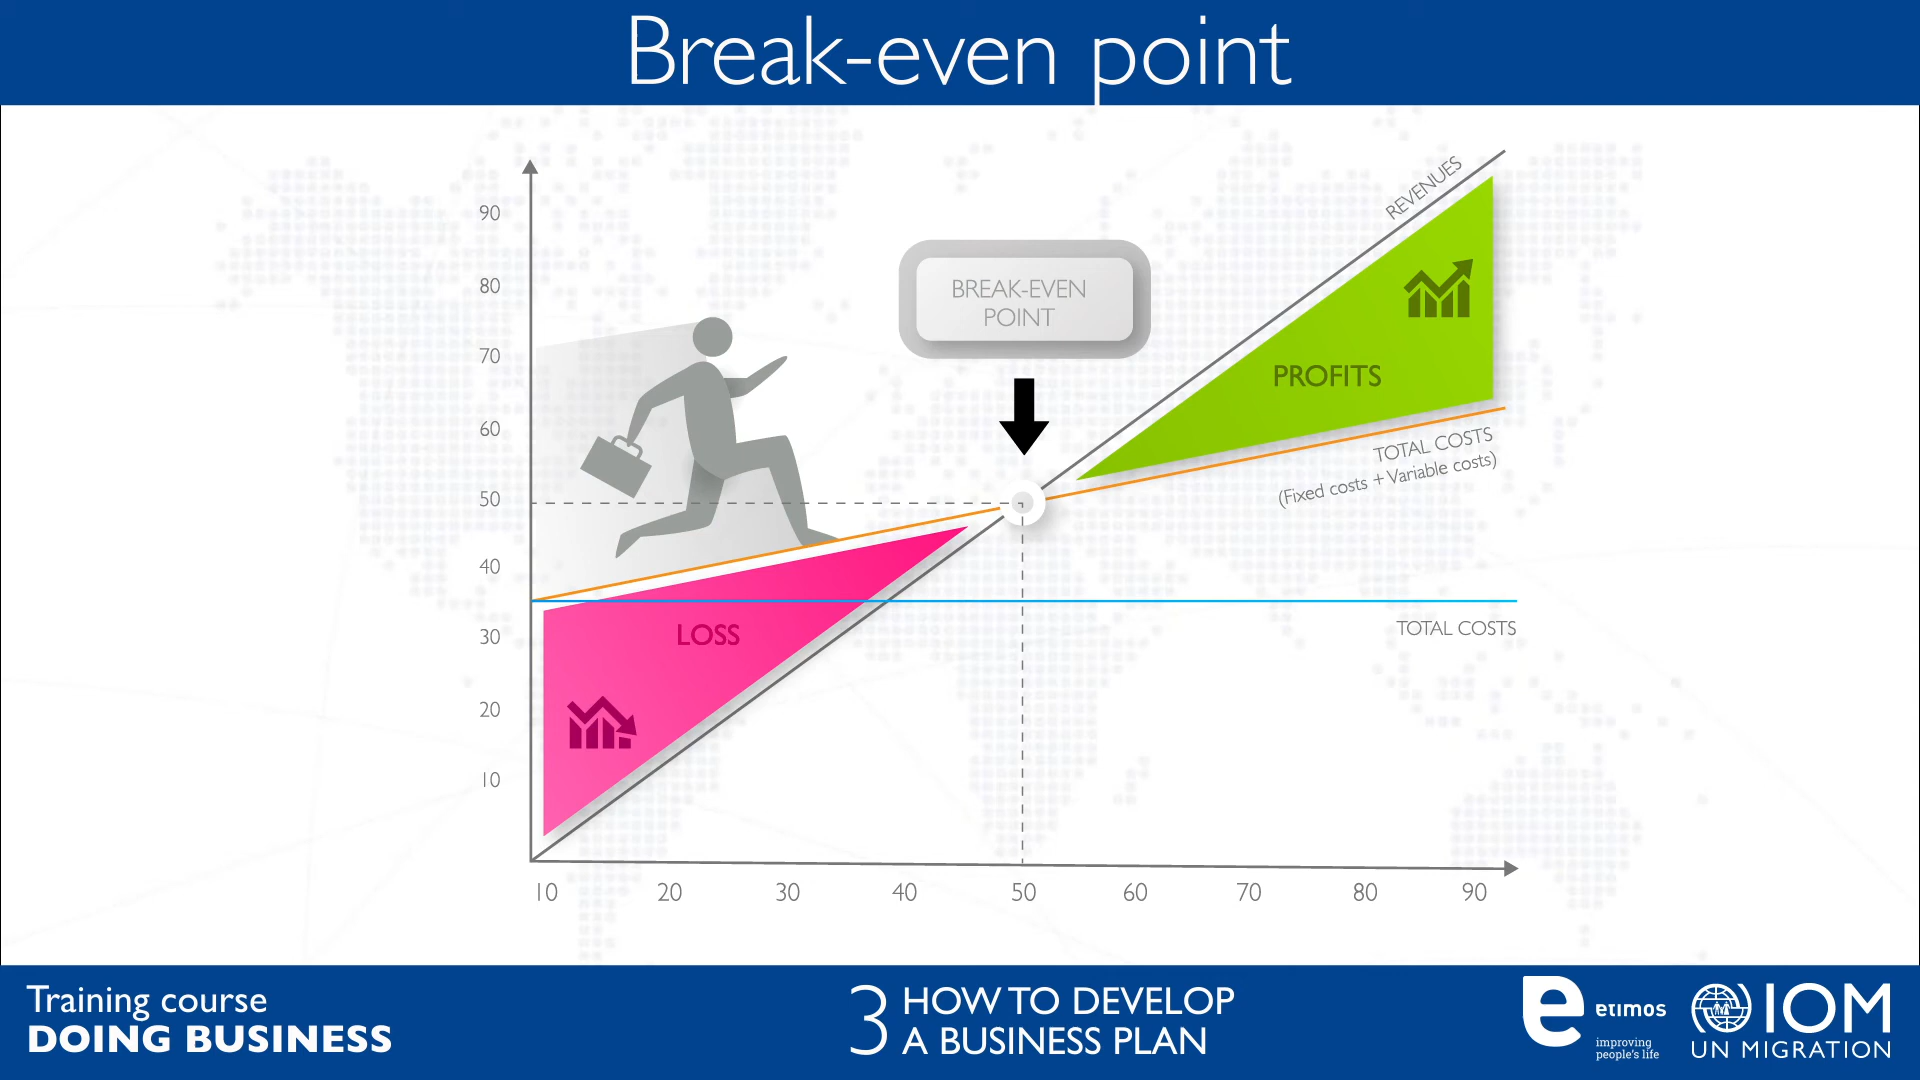 Break-even point
REVENUES
90
80
70
60
50
40
30
20
10
BREAK-EVEN
POINT
PROFITS
TOTAL COSTS
(Fixed costs + Variable costs)
LOSS
TOTAL COSTS
10 20 30 40 50 60 70 80 90
Training course
DOING BUSINESS
3 HOW TO DEVELOP
A BUSINESS PLAN
e etimos
improving
people's life
IOM
UN MIGRATION